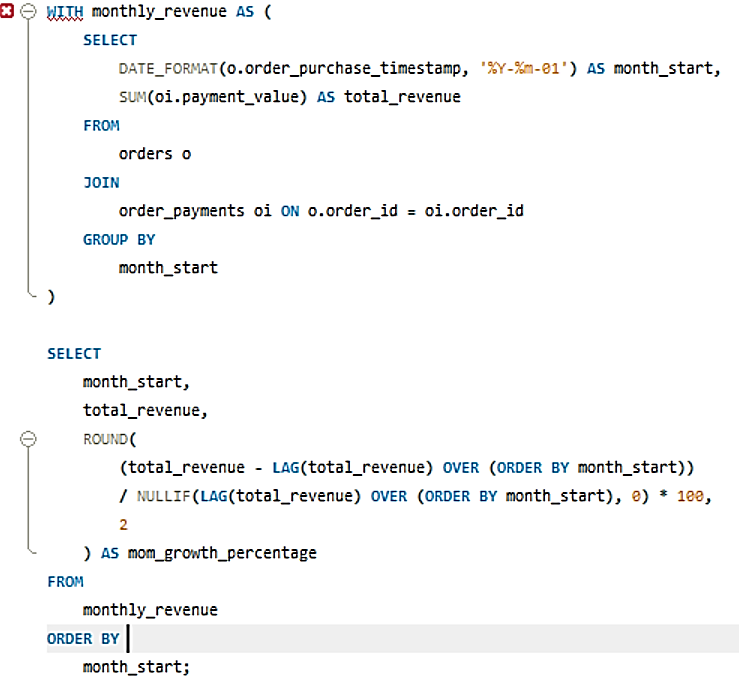 WITH monthly_revenue AS (
SELECT
DATE_FORMAT(o.order_purchase_timestamp, '%Y-%m-01') AS month_start,
SUM(oi.payment_value) AS total_revenue
FROM
orders o
JOIN
order_payments oi ON o.order_id = oi.order_id
GROUP BY
month_start
)
SELECT
month_start,
total_revenue,
ROUND(
(total_revenue - LAG(total_revenue) OVER (ORDER BY month_start))
/ NULLIF(LAG(total_revenue) OVER (ORDER BY month_start), 0) * 100,
2
) AS mom_growth_percentage
FROM
monthly_revenue
ORDER BY
month_start;